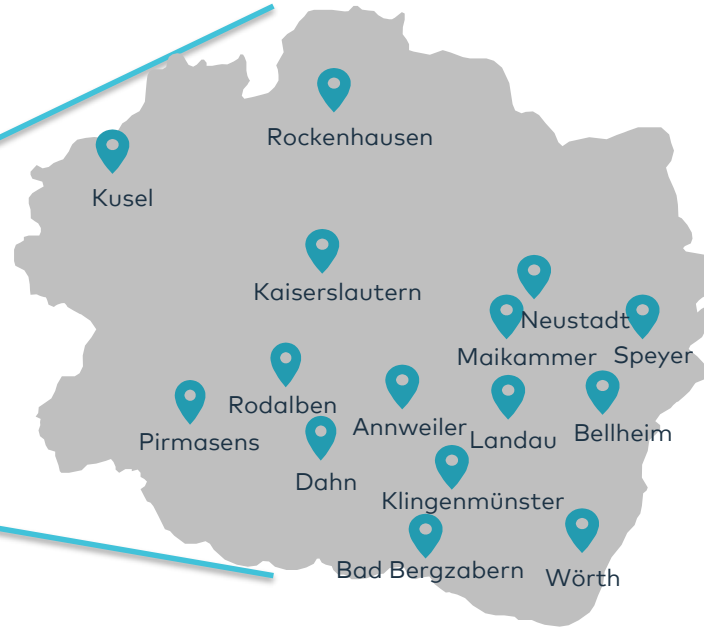 Rockenhausen
Kusel
Kaiserslautern
Neustadt
Maikammer
Speyer
Rodalben
Annweiler
Landau
Bellheim
Pirmasens
Dahn
Klingenmünster
Bad Bergzabern
Wörth